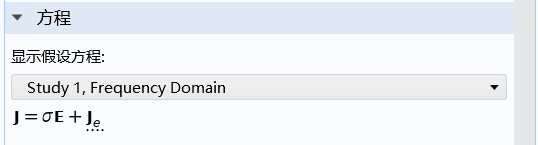 方程
显示假设方程:
Study 1, Frequency Domain
J = σE + Jₑ